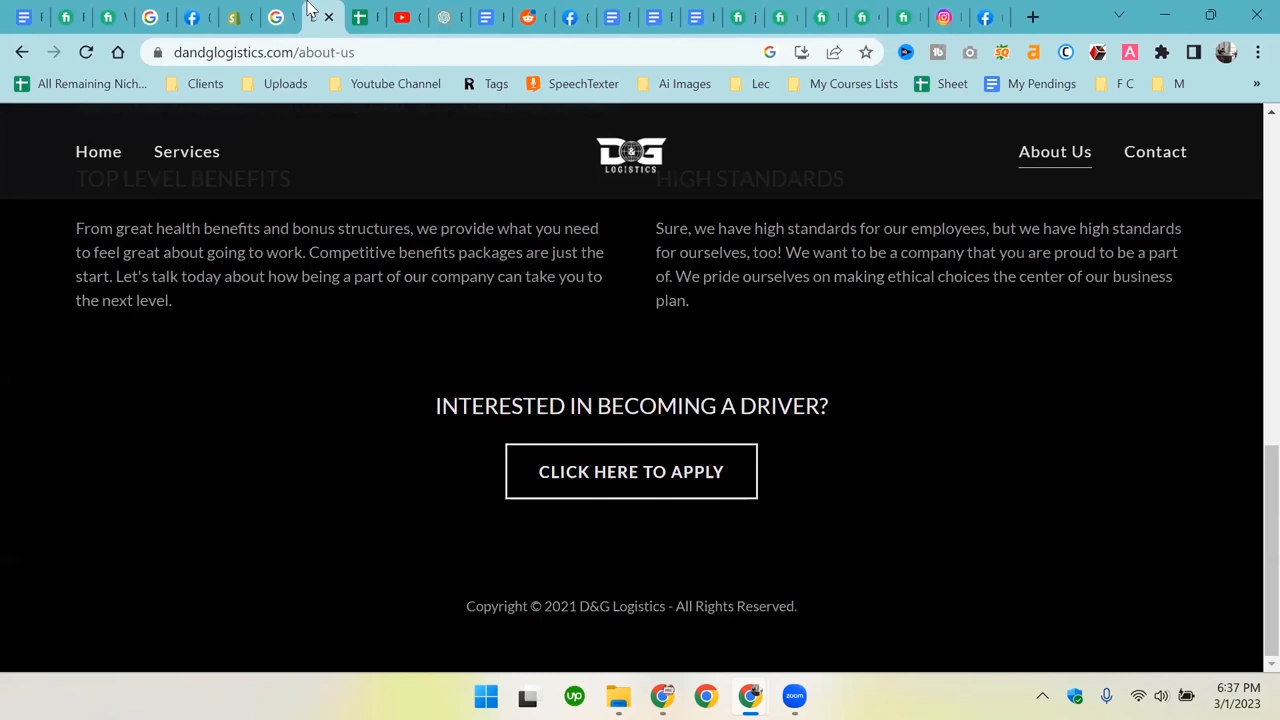 dandglogistics.com/about-us
All Remaining Nich...
Clients
Uploads
Youtube Channel
R Tags
SpeechTexter
Ai Images
Lec
My Courses Lists
Sheet
My Pendings
F C
M
»
Home
Services
D&G
LOGISTICS
About Us
Contact
TOP LEVEL BENEFITS
From great health benefits and bonus structures, we provide what you need
to feel great about going to work. Competitive benefits packages are just the
start. Let's talk today about how being a part of our company can take you to
the next level.
HIGH STANDARDS
Sure, we have high standards for our employees, but we have high standards
for ourselves, too! We want to be a company that you are proud to be a part
of. We pride ourselves on making ethical choices the center of our business
plan.
INTERESTED IN BECOMING A DRIVER?
CLICK HERE TO APPLY
Copyright © 2021 D&G Logistics - All Rights Reserved.
up
zoom
6:37 PM
3/1/2023